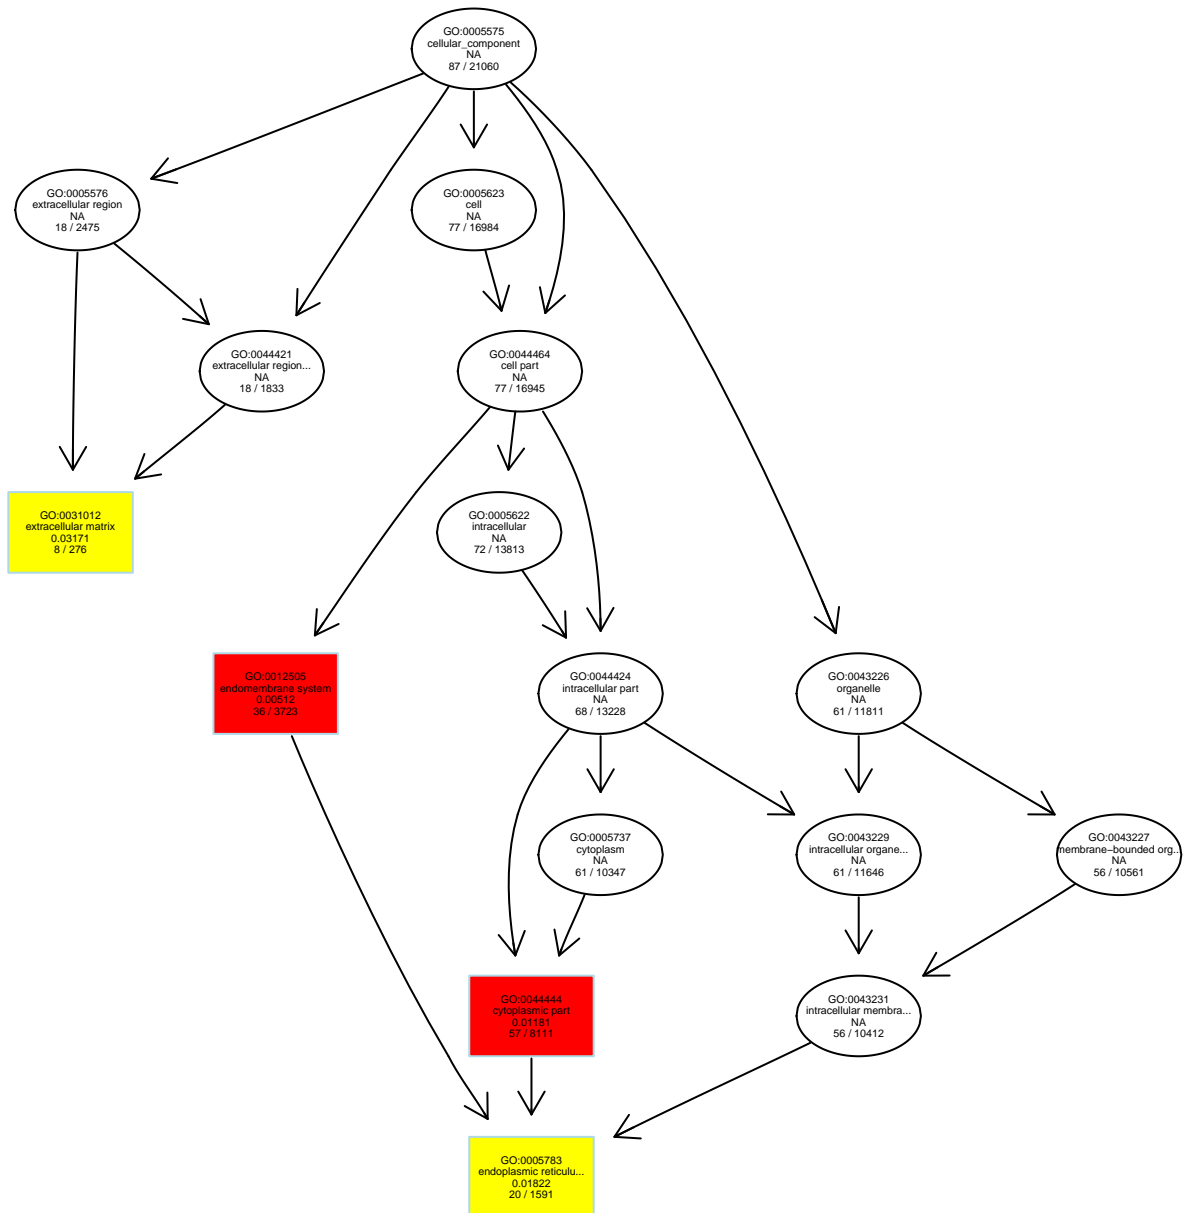 GO:0005575
cellular_component
NA
87 / 21060
GO:0005576
extracellular region
NA
18 / 2475
GO:0005623
cell
NA
77 / 16984
GO:0044421
extracellular region...
NA
18 / 1833
GO:0044464
cell part
NA
77 / 16945
GO:0031012
extracellular matrix
0.03171
8 / 276
GO:0005622
intracellular
NA
72 / 13813
GO:0012505
endomembrane system
0.00512
36 / 3723
GO:0044424
intracellular part
NA
68 / 13228
GO:0043226
organelle
NA
61 / 11811
GO:0005737
cytoplasm
NA
61 / 10347
GO:0043229
intracellular organe...
NA
61 / 11646
GO:0043227
membrane−bounded org...
NA
56 / 10561
GO:0044444
cytoplasmic part
0.01181
57 / 8111
GO:0043231
intracellular membra...
NA
56 / 10412
GO:0005783
endoplasmic reticulu...
0.01822
20 / 1591